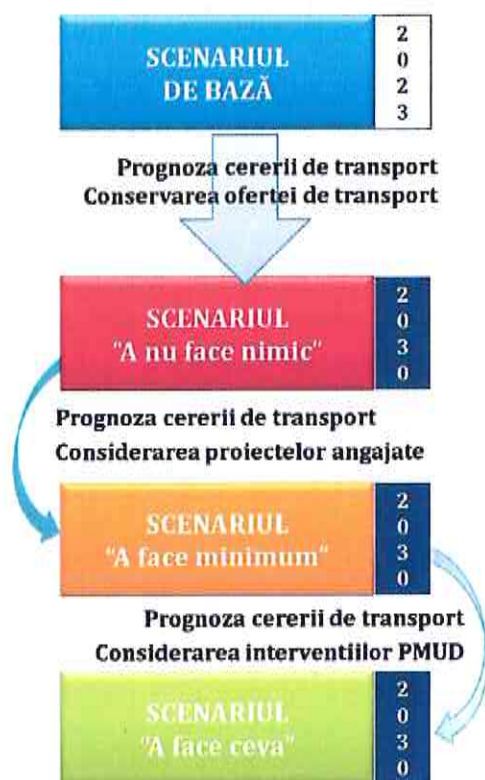 SCENARIUL
DE BAZĂ
2
0
2
3
Prognoza cererii de transport
Conservarea ofertei de transport
SCENARIUL
"A nu face nimic"
2
0
3
0
Prognoza cererii de transport
Considerarea proiectelor angajate
SCENARIUL
"A face minimum"
2
0
3
0
Prognoza cererii de transport
Considerarea interventiilor PMUD
SCENARIUL
"A face ceva"
2
0
3
0